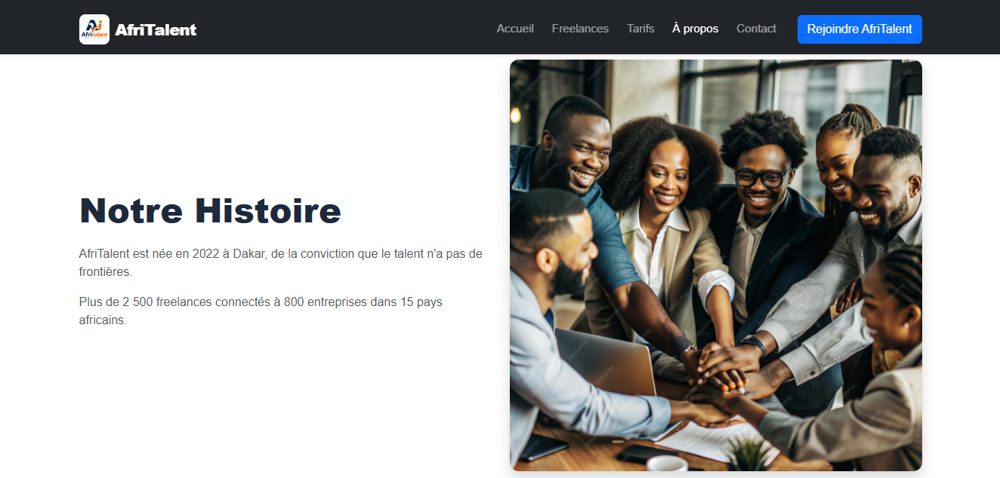 Afritalent
AfriTalent
Accueil
Freelances
Tarifs
À propos
Contact
Rejoindre AfriTalent
Notre Histoire
AfriTalent est née en 2022 à Dakar, de la conviction que le talent n'a pas de
frontières.
Plus de 2 500 freelances connectés à 800 entreprises dans 15 pays
africains.